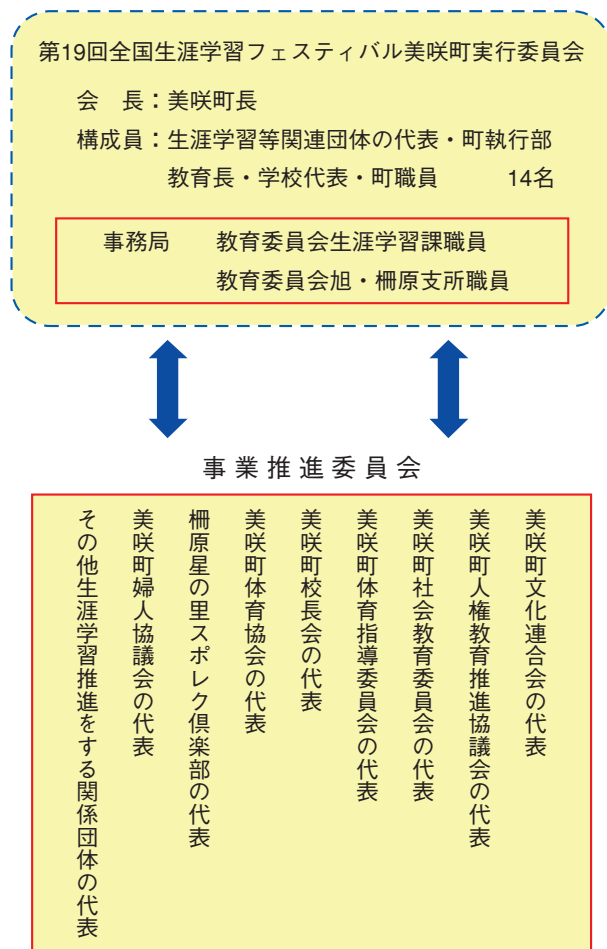 第19回全国生涯学習フェスティバル美咲町実行委員会
会　長：美咲町長
構成員：生涯学習等関連団体の代表・町執行部
教育長・学校代表・町職員　　14名
事務局　　教育委員会生涯学習課職員
教育委員会旭・柵原支所職員
事業推進委員会
美咲町文化連合会の代表
美咲町人権教育推進協議会の代表
美咲町社会教育委員会の代表
美咲町体育指導委員会の代表
美咲町校長会の代表
美咲町体育協会の代表
柵原星の里スポレク倶楽部の代表
美咲町婦人協議会の代表
その他生涯学習推進をする関係団体の代表